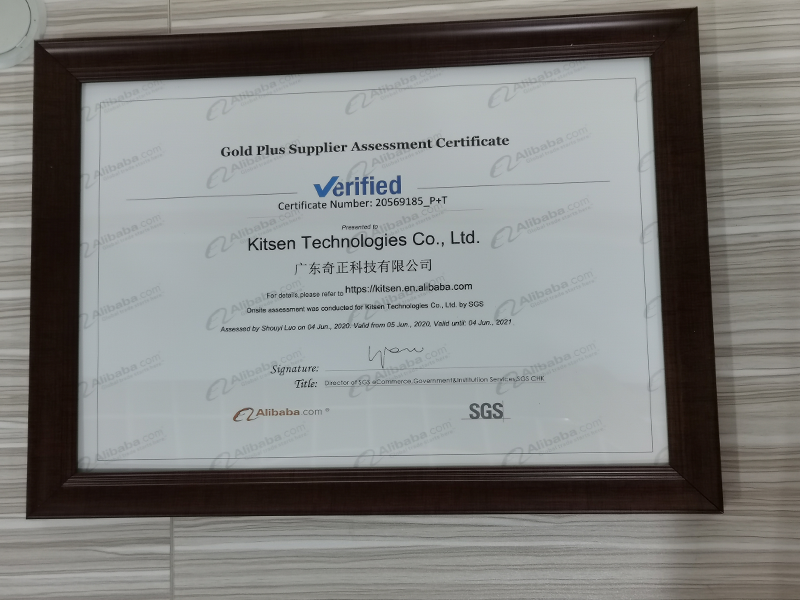 Gold Plus Supplier Assessment Certificate
Verified
Certificate Number: 20569185_P+T
Presented to
Kitsen Technologies Co., Ltd.
广东奇正科技有限公司
For details,please refer to https://kitsen.en.alibaba.com
Onsite assessment was conducted for Kitsen Technologies Co., Ltd. by SGS
Assessed by Shouyi Luo on 04 Jun., 2020. Valid from 05 Jun., 2020, Valid until: 04 Jun., 2021
Signature:
Title: Director of SGS eCommerce,Government&Institution Services,SGS CHK
Alibaba.com®
SGS